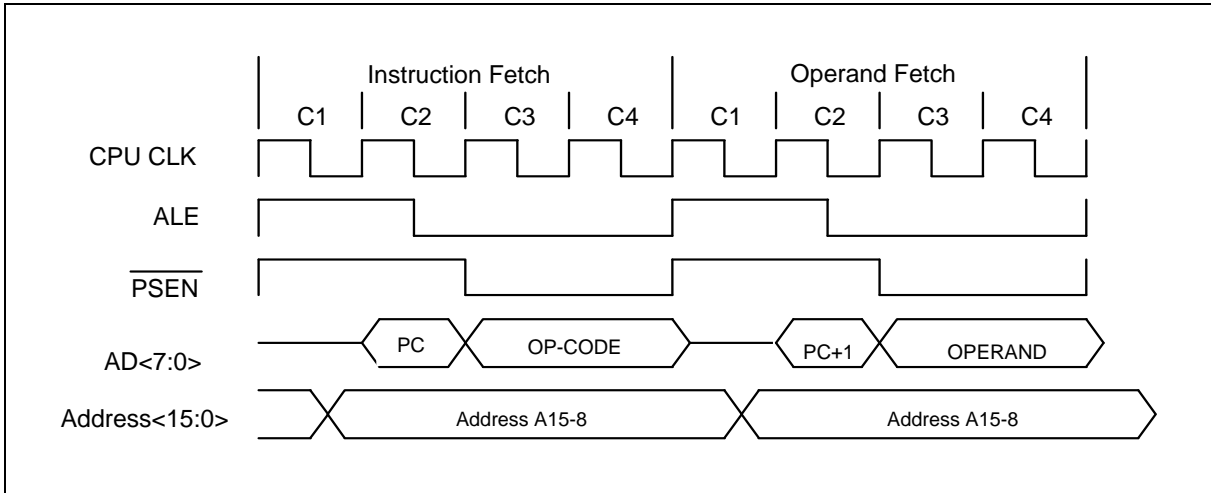 Instruction Fetch Operand Fetch
C1 C2 C3 C4 C1 C2 C3 C4
CPU CLK
ALE
PSEN
PC OP-CODE PC+1 OPERAND
AD<7:0>
Address<15:0> Address A15-8 Address A15-8